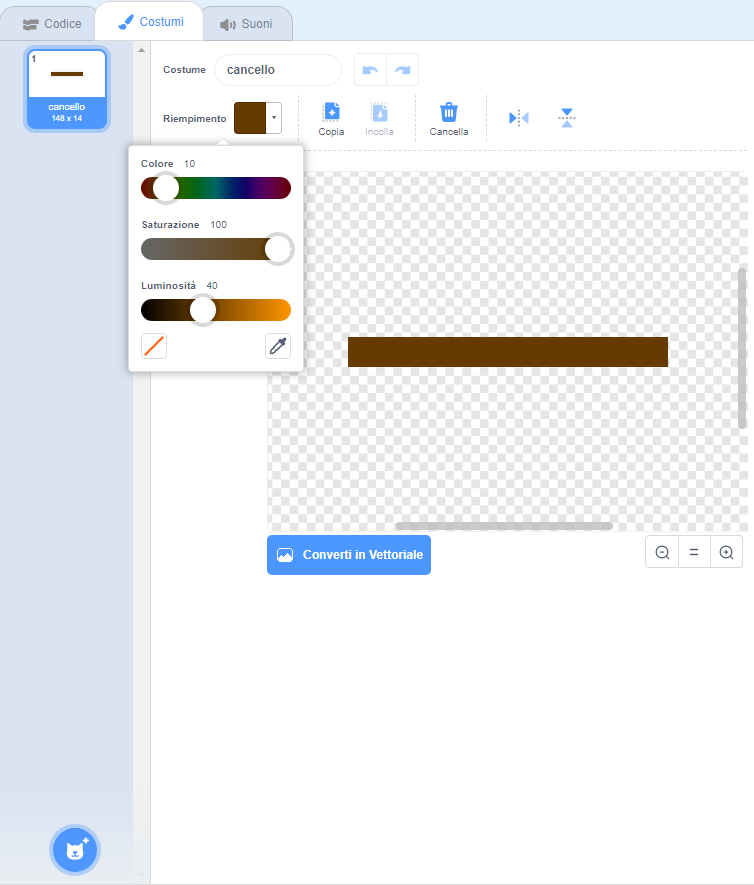 Codice
Costumi
Suoni
1
cancello
148 x 14
Costume
cancello
Riempimento
Copia
Incolla
Cancella
Colore 10
Saturazione 100
Luminosità 40
Converti in Vettoriale